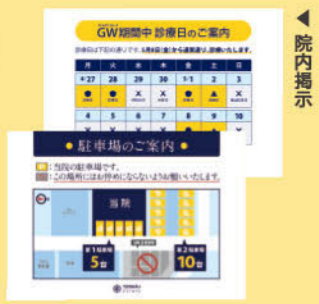 ◀院内掲示
GW期間中 診療日のご案内
診療日は下記の通りです。5月8日(金)から通常通り、診療いたします。
月 火 水 木 金 土 日
4/27 28 29 30 5/1 2 3
● ● × × ● ▲ ×
4 5 6 7 8 9 10
× × × × ● ▲ ×
●駐車場のご案内●
：当院の駐車場です。
：この場所にはお停めにならないようお願いいたします。
当院
第1駐車場
5台
第2駐車場
10台